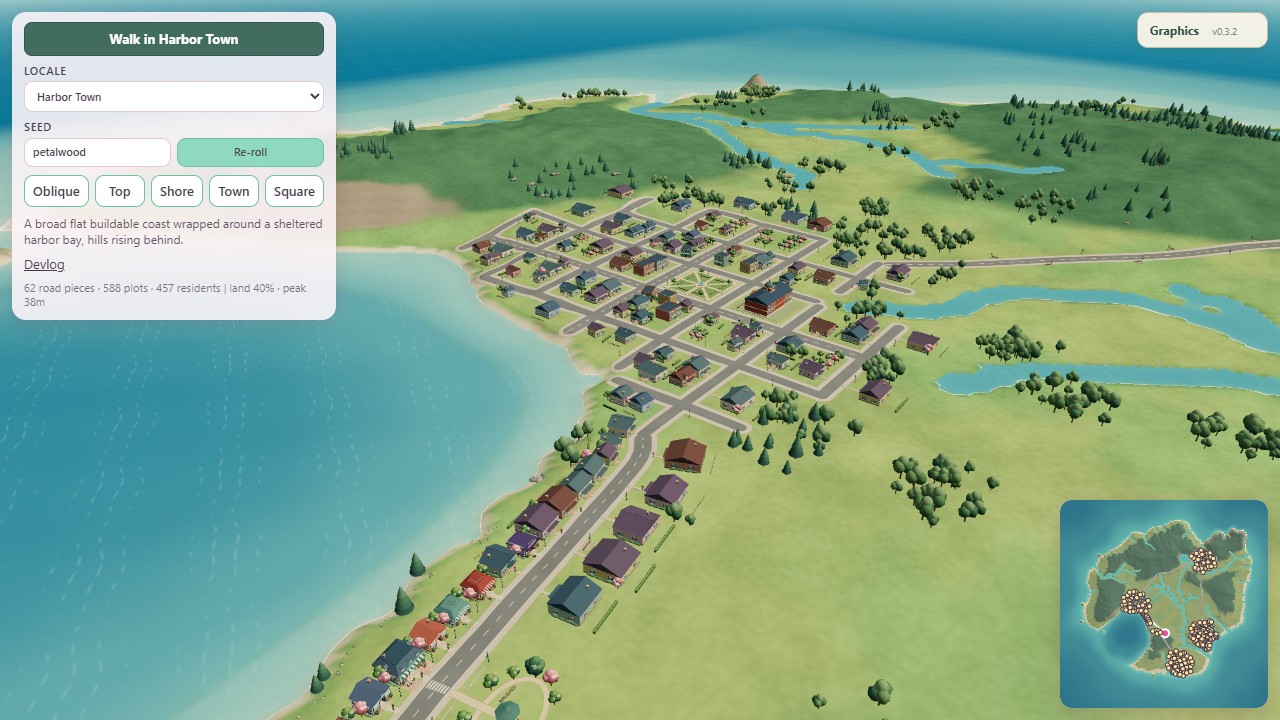 Walk in Harbor Town
LOCALE
Harbor Town
SEED
petalwood
Re-roll
Oblique
Top
Shore
Town
Square
A broad flat buildable coast wrapped around a sheltered
harbor bay, hills rising behind.
Devlog
62 road pieces · 588 plots · 457 residents | land 40% · peak
38m
Graphics v0.3.2